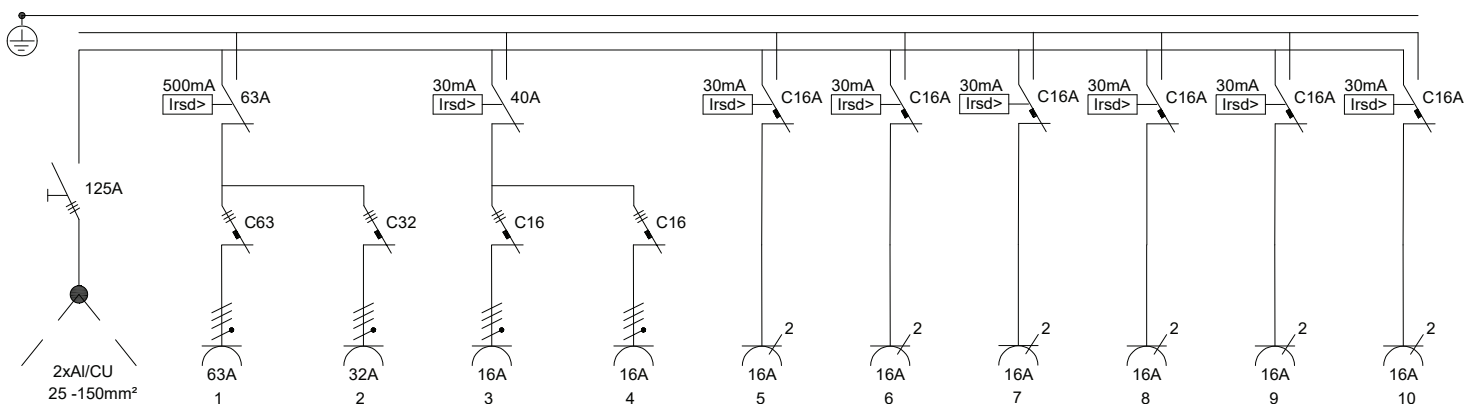 500mA
Irsd>
63A
30mA
Irsd>
40A
30mA
Irsd>
C16A
30mA
Irsd>
C16A
30mA
Irsd>
C16A
30mA
Irsd>
C16A
30mA
Irsd>
C16A
30mA
Irsd>
C16A
125A
C63
C32
C16
C16
2
2
2
2
2
2
2xAl/CU
25 -150mm²
63A
32A
16A
16A
16A
16A
16A
16A
16A
16A
1
2
3
4
5
6
7
8
9
10